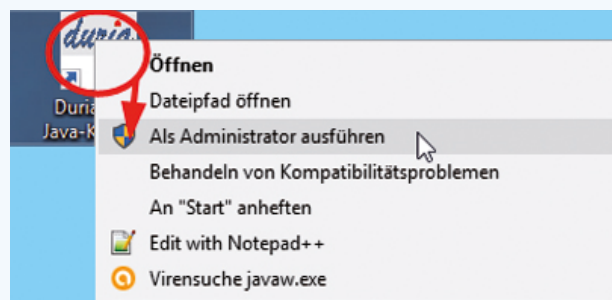 duria
Duria
Java-K
Öffnen
Dateipfad öffnen
Als Administrator ausführen
Behandeln von Kompatibilitätsproblemen
An "Start" anheften
Edit with Notepad++
Virensuche javaw.exe